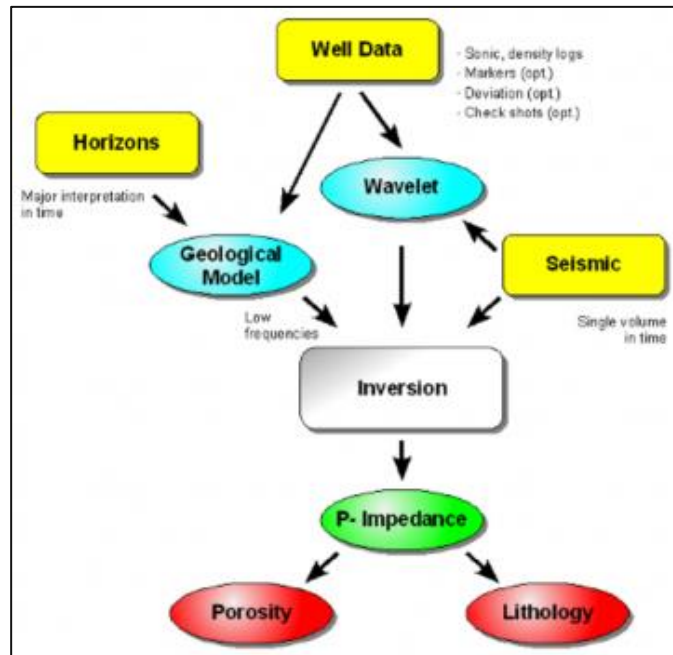 Well Data
- Sonic, density logs
- Markers (opt.)
- Deviation (opt.)
- Check shots (opt.)
Horizons
Major interpretation
in time
Wavelet
Geological
Model
Seismic
Low
frequencies
Single volume
in time
Inversion
P- Impedance
Porosity
Lithology